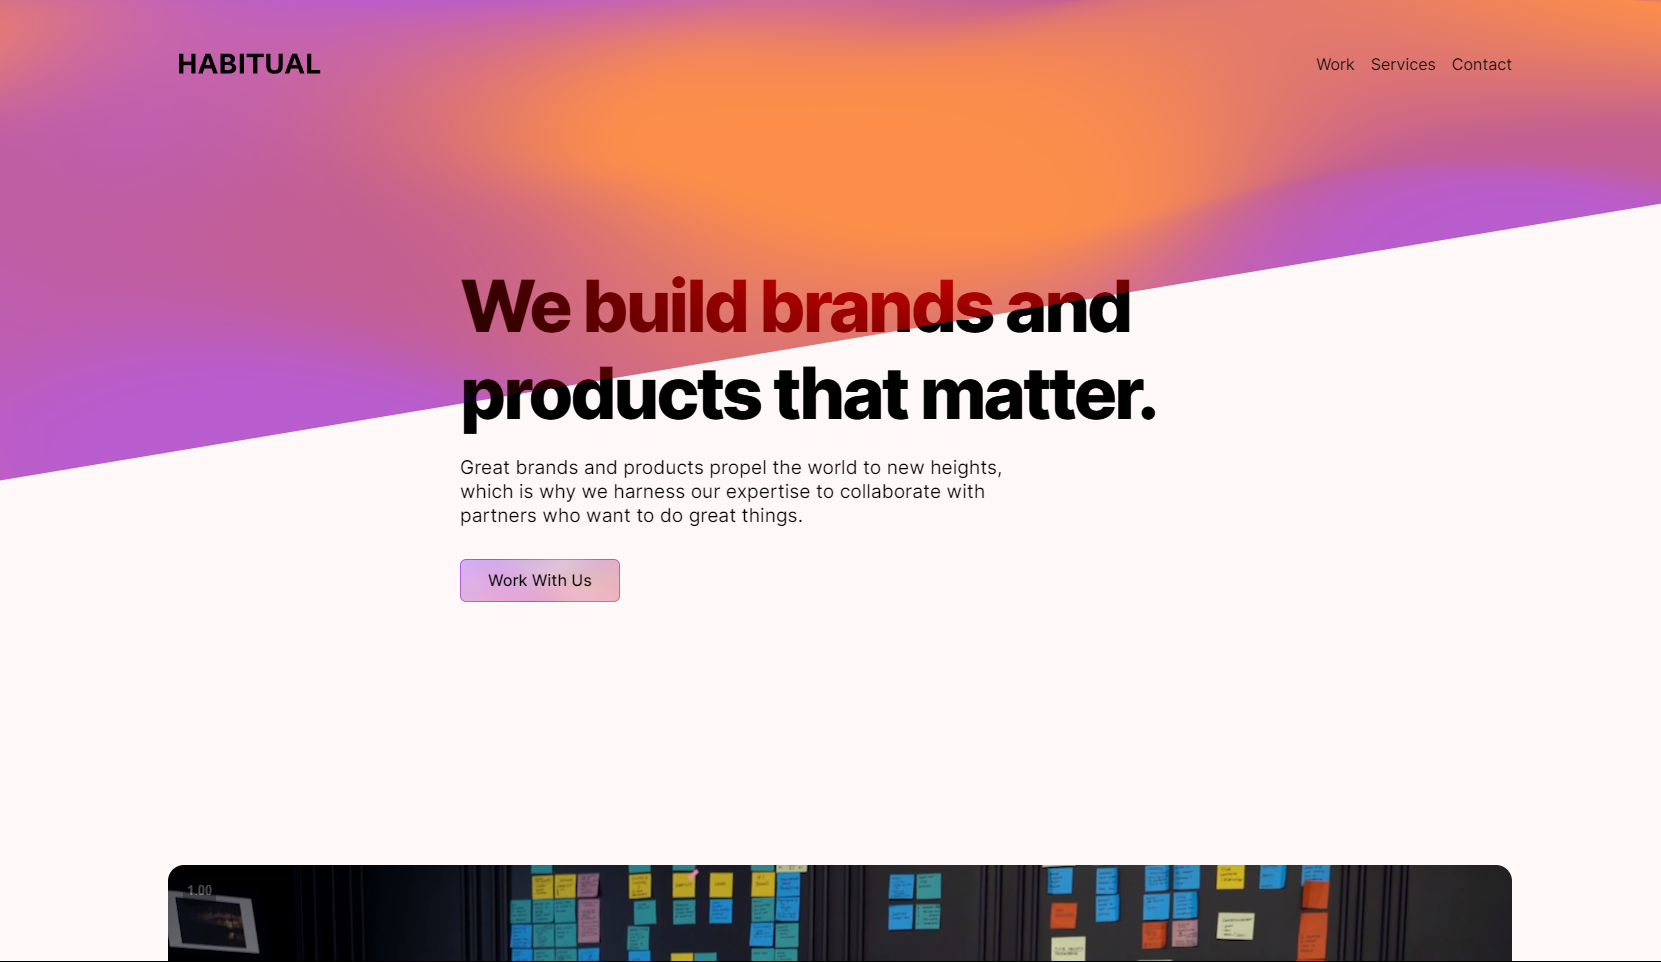 HABITUAL
Work Services Contact
We build brands and
products that matter.
Great brands and products propel the world to new heights,
which is why we harness our expertise to collaborate with
partners who want to do great things.
Work With Us
1.00